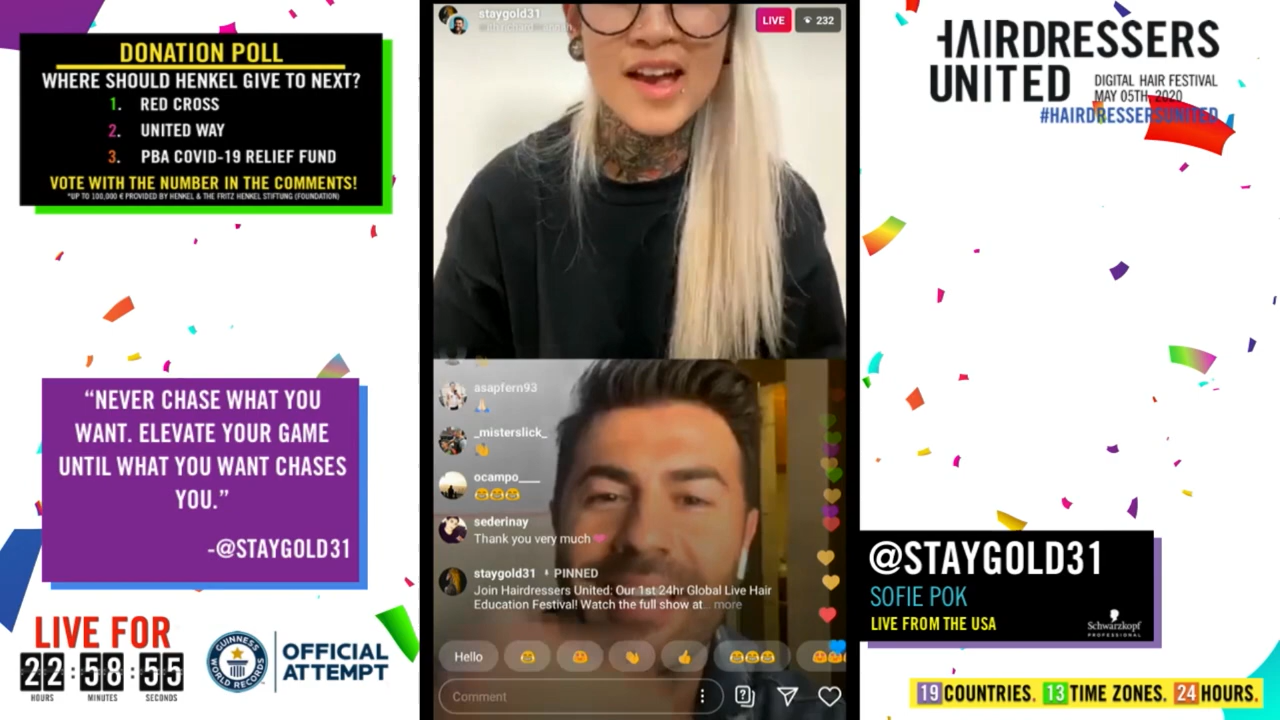 DONATION POLL
WHERE SHOULD HENKEL GIVE TO NEXT?
1. RED CROSS
2. UNITED WAY
3. PBA COVID-19 RELIEF FUND
VOTE WITH THE NUMBER IN THE COMMENTS!
*UP TO 100,000 € PROVIDED BY HENKEL & THE FRITZ HENKEL STIFTUNG (FOUNDATION)
“NEVER CHASE WHAT YOU
WANT. ELEVATE YOUR GAME
UNTIL WHAT YOU WANT CHASES
YOU.”
-@STAYGOLD31
LIVE FOR
22:58:55
HOURS MINUTES SECONDS
GUINNESS
WORLD RECORDS
OFFICIAL
ATTEMPT
staygold31
LIVE
232
asapfern93
_misterslick_
ocampo____
sederinay
Thank you very much
staygold31 PINNED
Join Hairdressers United: Our 1st 24hr Global Live Hair
Education Festival! Watch the full show at... more
Hello
Comment
HAIRDRESSERS
UNITED
DIGITAL HAIR FESTIVAL
MAY 05TH, 2020
#HAIRDRESSERSUNITED
@STAYGOLD31
SOFIE POK
LIVE FROM THE USA
Schwarzkopf
PROFESSIONAL
19 COUNTRIES. 13 TIME ZONES. 24 HOURS.